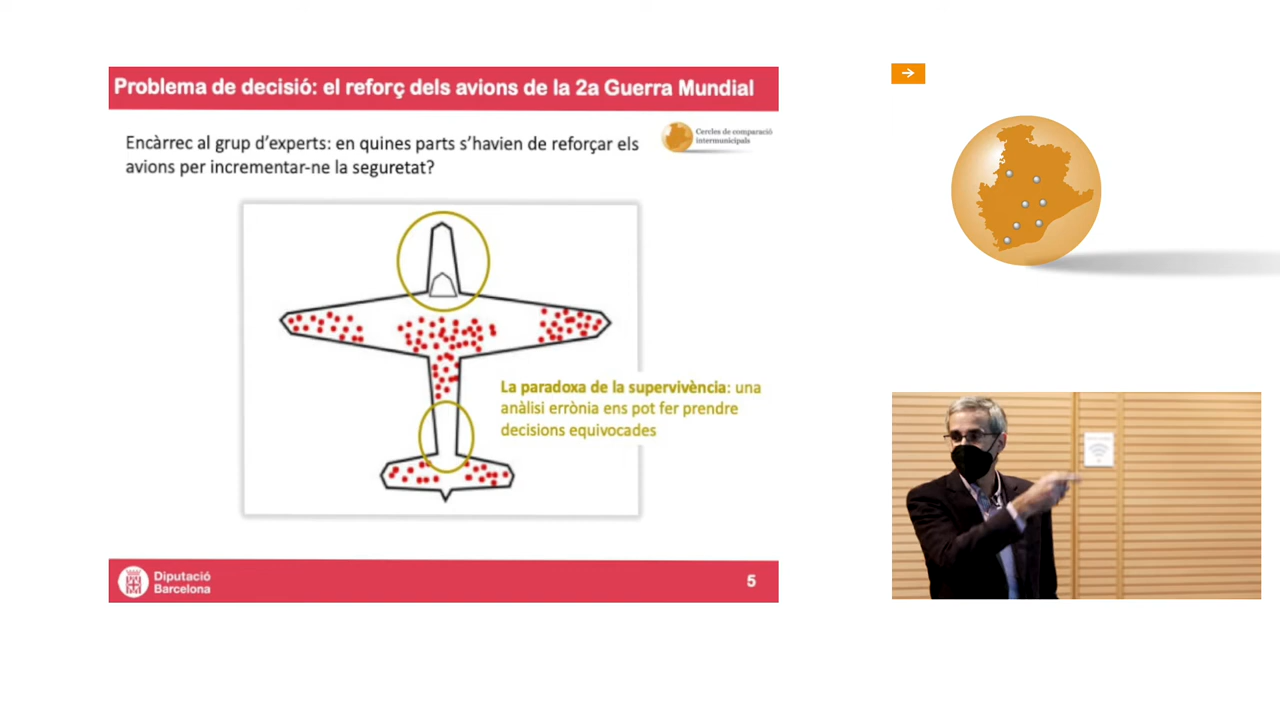 Problema de decisió: el reforç dels avions de la 2a Guerra Mundial
Encàrrec al grup d'experts: en quines parts s'havien de reforçar els
avions per incrementar-ne la seguretat?
Cercles de comparació
intermunicipals
La paradoxa de la supervivència: una
anàlisi errònia ens pot fer prendre
decisions equivocades
Diputació
Barcelona
5